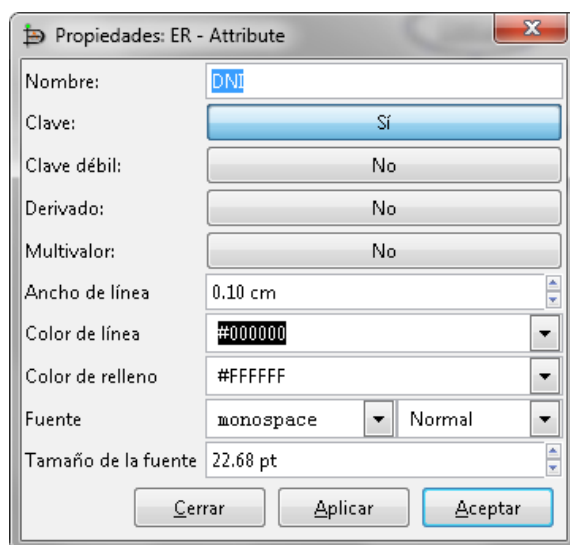 Propiedades: ER - Attribute
Nombre: DNI
Clave: Sí
Clave débil: No
Derivado: No
Multivalor: No
Ancho de línea 0.10 cm
Color de línea #000000
Color de relleno #FFFFFF
Fuente monospace Normal
Tamaño de la fuente 22.68 pt
Cerrar Aplicar Aceptar